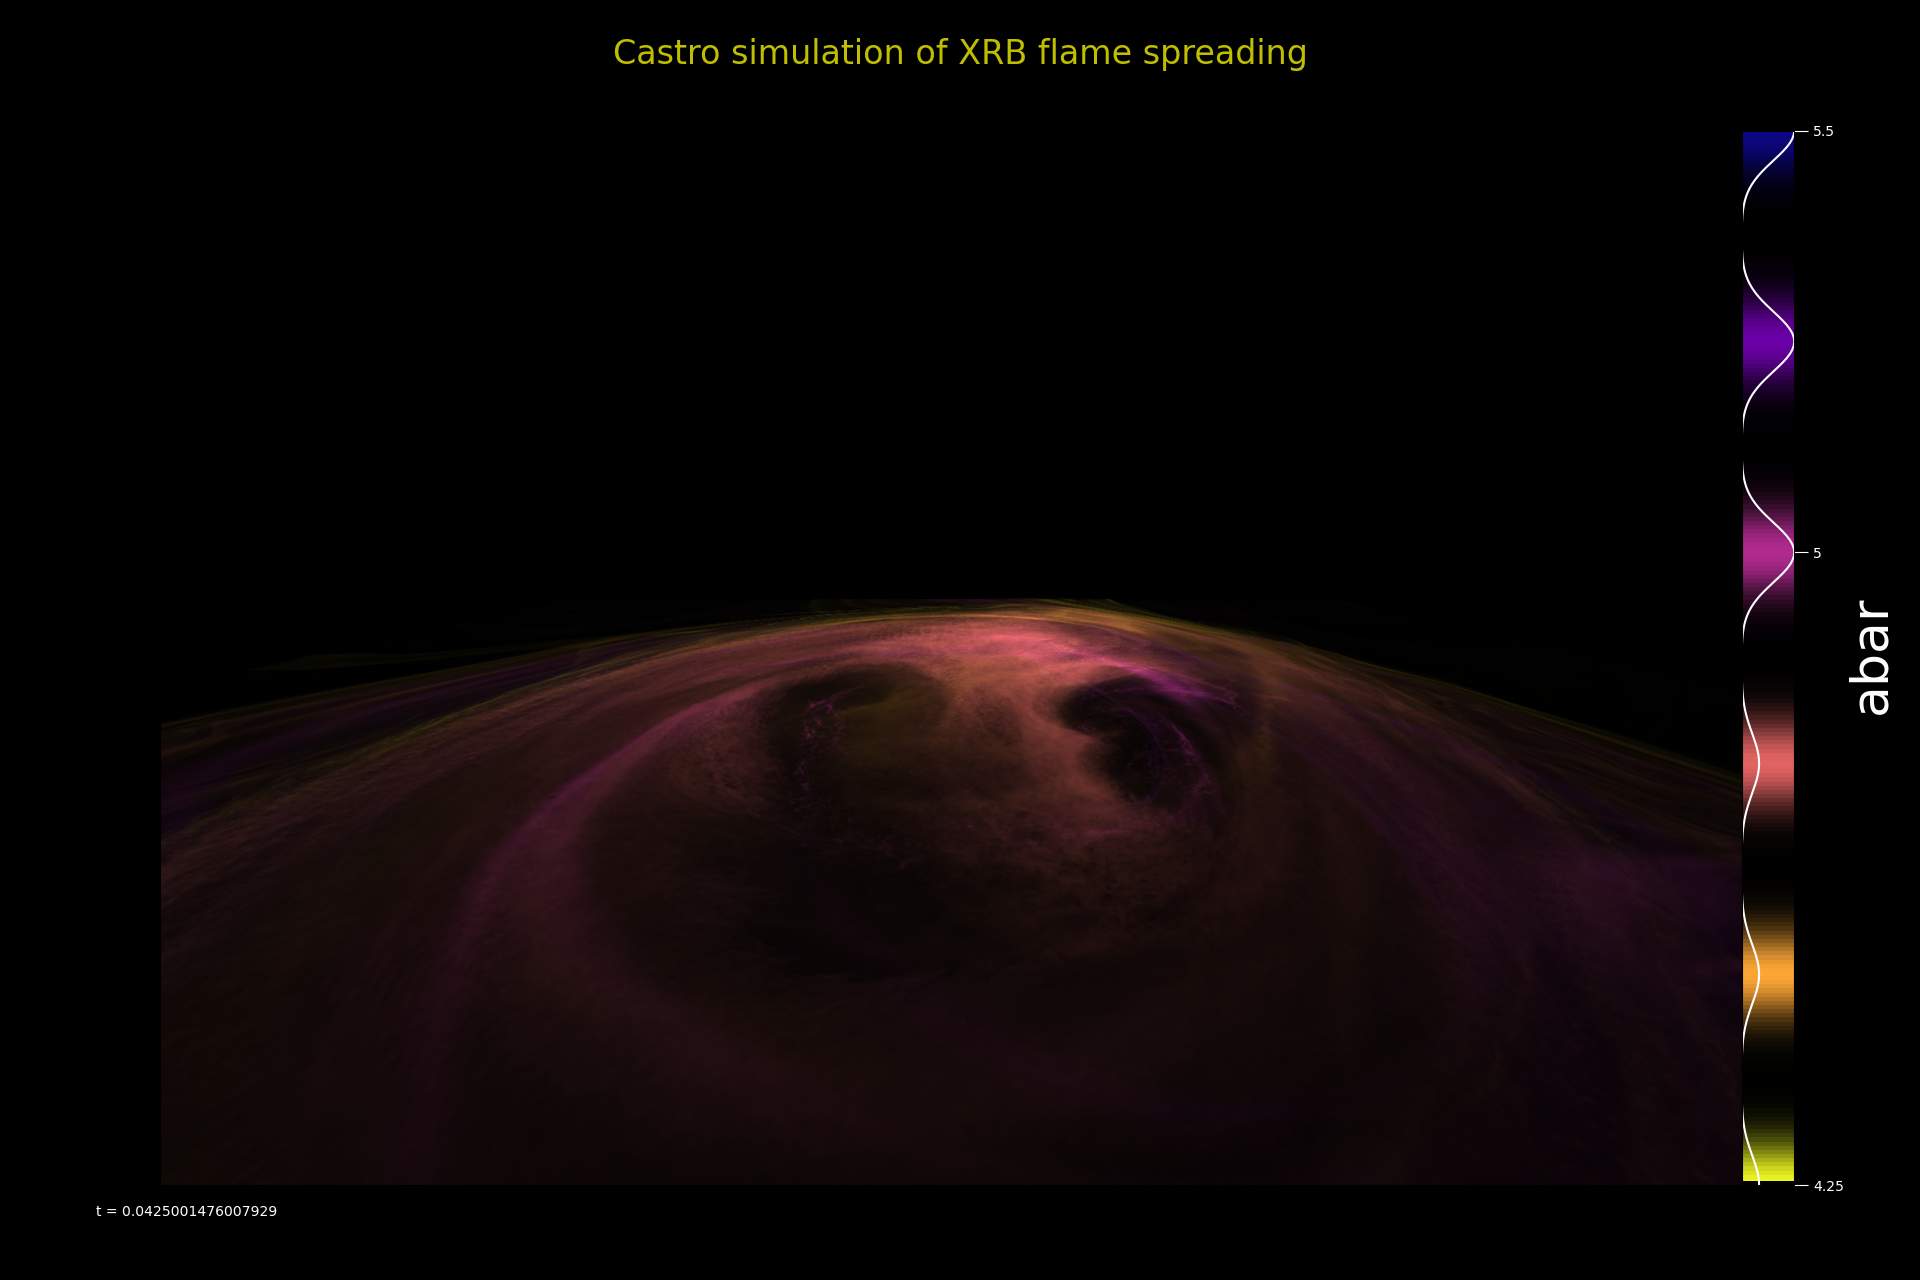 Castro simulation of XRB flame spreading
5.5
5
abar
4.25
t = 0.0425001476007929